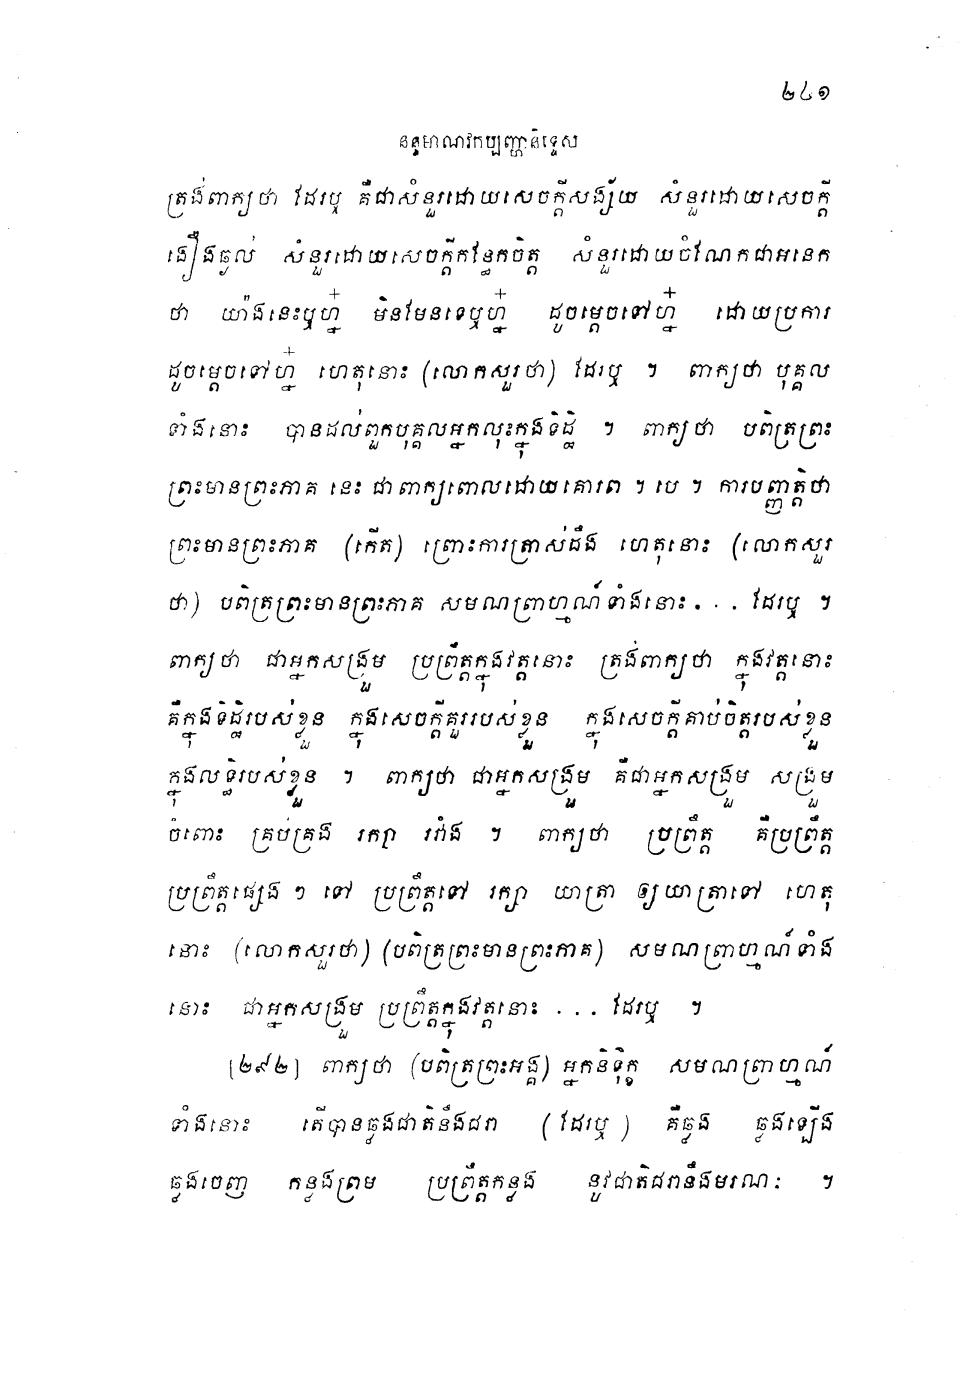 ២៤១
នន្ទមាណវកប្បញ្ហានិទ្ទេស
ត្រង់ពាក្យថា ដែរឬ គឺជាសំនួរដោយសេចក្តីសង្ស័យ សំនួរដោយសេចក្តី
ងឿងឆ្ងល់ សំនួរដោយសេចក្តីកន្ធែកចិត្ត សំនួរដោយចំណែកជាអនេក
ថា យ៉ាងនេះឬហ្ន៎ មិនមែនទេឬហ្ន៎ ដូចម្តេចទៅហ្ន៎ ដោយប្រការ
ដូចម្តេចទៅហ្ន៎ ហេតុនោះ (លោកសួរថា) ដែរឬ ។ ពាក្យថា បុគ្គល
ទាំងនោះ បានដល់ពួកបុគ្គលអ្នកលុះក្នុងទិដ្ឋិ ។ ពាក្យថា បពិត្រព្រះ
ព្រះមានព្រះភាគ នេះ ជាពាក្យពោលដោយគោរព ។ បេ ។ ការបញ្ញត្តិថា
ព្រះមានព្រះភាគ (កើត) ព្រោះការត្រាស់ដឹង ហេតុនោះ (លោកសួរ
ថា) បពិត្រព្រះមានព្រះភាគ សមណព្រាហ្មណ៍ទាំងនោះ... ដែរឬ ។
ពាក្យថា ជាអ្នកសង្រួម ប្រព្រឹត្តក្នុងវត្តនោះ ត្រង់ពាក្យថា ក្នុងវត្តនោះ
គឺក្នុងទិដ្ឋិរបស់ខ្លួន ក្នុងសេចក្តីគួររបស់ខ្លួន ក្នុងសេចក្តីគាប់ចិត្តរបស់ខ្លួន
ក្នុងលទ្ធិរបស់ខ្លួន ។ ពាក្យថា ជាអ្នកសង្រួម គឺជាអ្នកសង្រួម សង្រួម
ចំពោះ គ្រប់គ្រង រក្សា រាំង ។ ពាក្យថា ប្រព្រឹត្ត គឺប្រព្រឹត្ត
ប្រព្រឹត្តផ្សេង ៗ ទៅ ប្រព្រឹត្តទៅ រក្សា យាត្រា ឲ្យយាត្រាទៅ ហេតុ
នោះ (លោកសួរថា) (បពិត្រព្រះមានព្រះភាគ) សមណព្រាហ្មណ៍ទាំង
នោះ ជាអ្នកសង្រួម ប្រព្រឹត្តក្នុងវត្តនោះ ... ដែរឬ ។
[២៩២] ពាក្យថា (បពិត្រព្រះអង្គ) អ្នកនិទ៌ុក្ខ សមណព្រាហ្មណ៍
ទាំងនោះ តើបានឆ្លងជាតិនឹងជរា (ដែរឬ) គឺឆ្លង ឆ្លងឡើង
ឆ្លងចេញ កន្លងព្រម ប្រព្រឹត្តកន្លង នូវជាតិជរានឹងមរណៈ ។